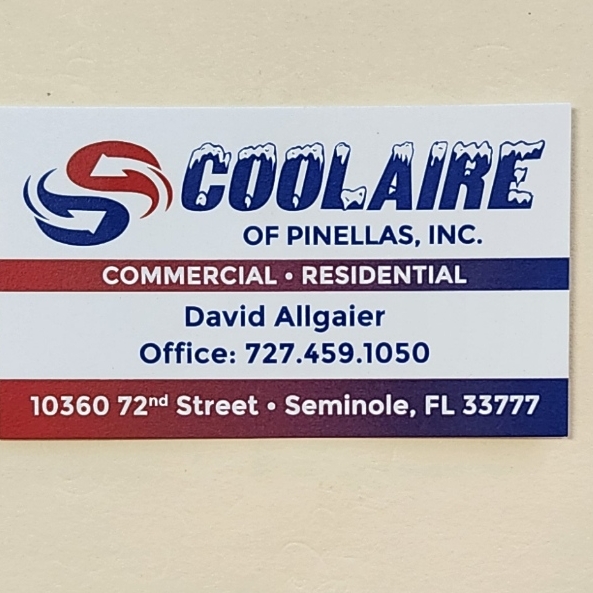 COOLAIRE
OF PINELLAS, INC.
COMMERCIAL • RESIDENTIAL
David Allgaier
Office: 727.459.1050
10360 72nd Street • Seminole, FL 33777